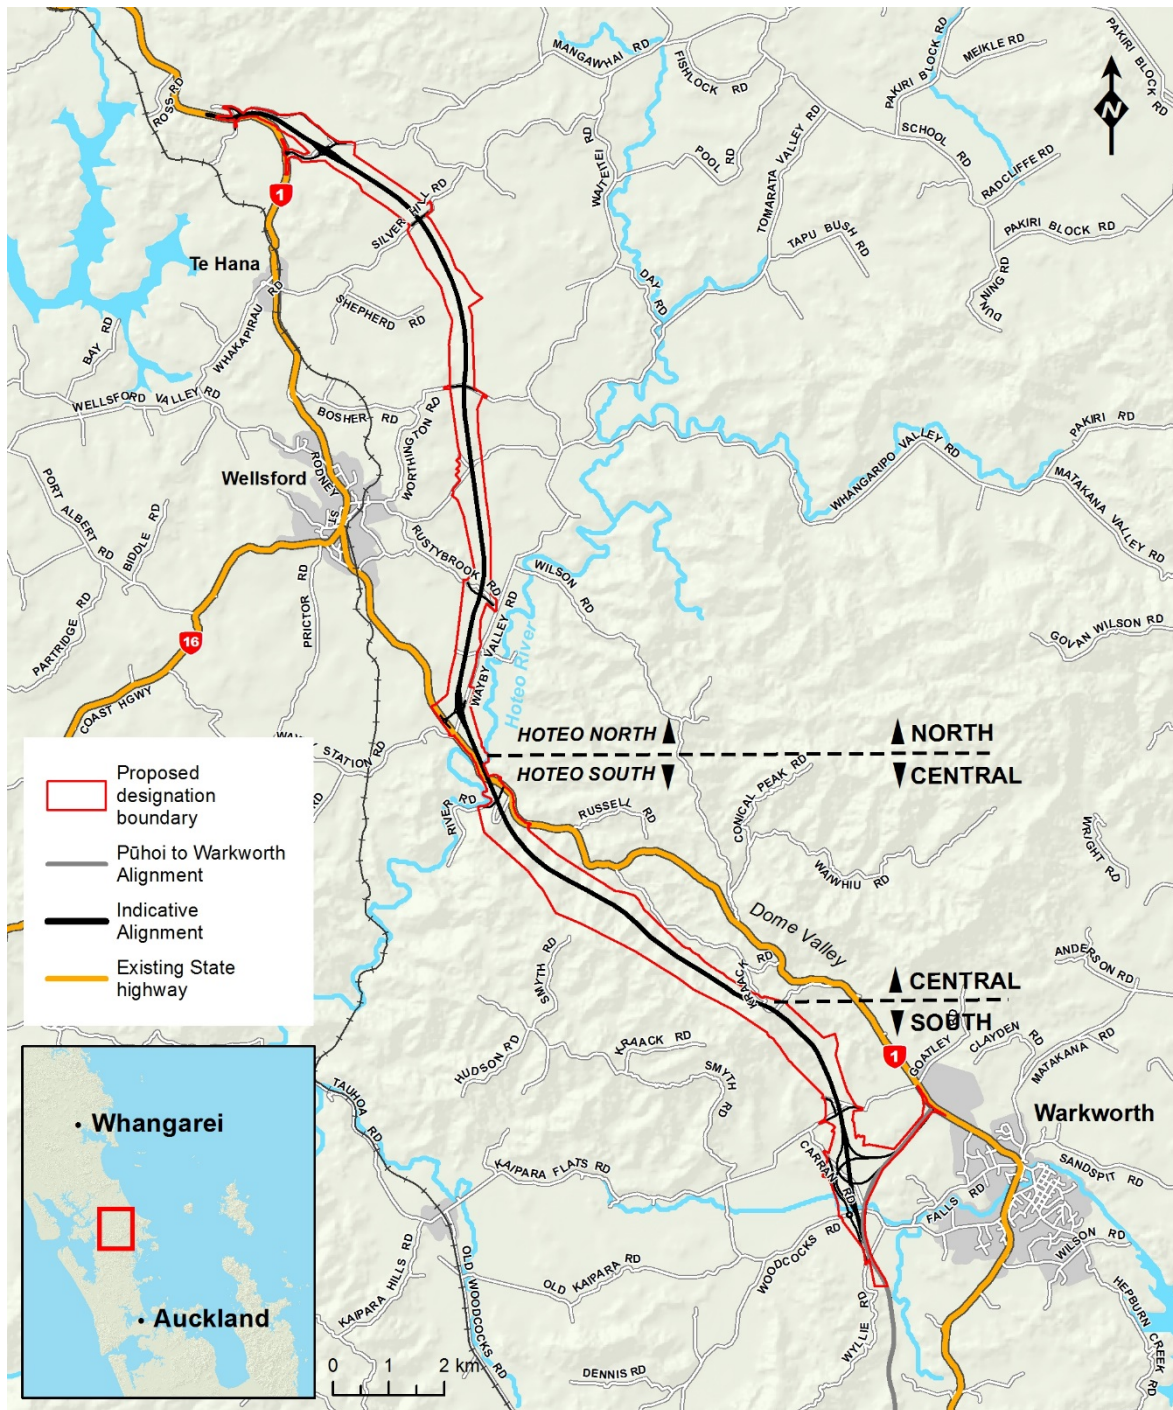 MANGAWHAI RD
FISHLOCK RD
PAKIRI BLOCK RD
MEIKLE RD
PAKIRI BLOCK RD
N
ROSS RD
WAITEITEI RD
POOL RD
TOMARATA VALLEY RD
SCHOOL RD
RADCLIFFE RD
1
SILVER HILL RD
TAPU BUSH RD
PAKIRI BLOCK RD
Te Hana
DAY RD
DUNNING RD
SHEPHERD RD
BAY RD
WHAKAPIRAU RD
WELLSFORD VALLEY RD
BOSHER RD
WORTHINGTON RD
PAKIRI RD
WHANGARIPO VALLEY RD
MATAKANA VALLEY RD
Wellsford
RODNEY ST
PORT ALBERT RD
BIDDLE RD
RUSTYBROOK RD
WILSON RD
PARTRIDGE RD
PRICTOR RD
WAYBY VALLEY RD
Hoteo River
GOVAN WILSON RD
16
COAST HGWY
STATION RD
HOTEO NORTH
NORTH
HOTEO SOUTH
CENTRAL
RIVER RD
RUSSELL RD
CONICAL PEAK RD
WRIGHT RD
WAIWHIU RD
Proposed
designation
boundary
Pūhoi to Warkworth
Alignment
Indicative
Alignment
Existing State
highway
Dome Valley
SMYTH RD
KRAACK RD
ANDERSON RD
CENTRAL
SOUTH
1
GOATLEY RD
CLAYDEN RD
MATAKANA RD
HUDSON RD
KRAACK RD
SMYTH RD
Warkworth
TAUHOA RD
KAIPARA FLATS RD
CARRAN RD
FALLS RD
SANDSPIT RD
WILSON RD
WOODCOCKS RD
OLD KAIPARA RD
KAIPARA HILLS RD
OLD WOODCOCKS RD
HEPBURN CREEK RD
WYLLIE RD
DENNIS RD
Whangarei
Auckland
0 1 2 km